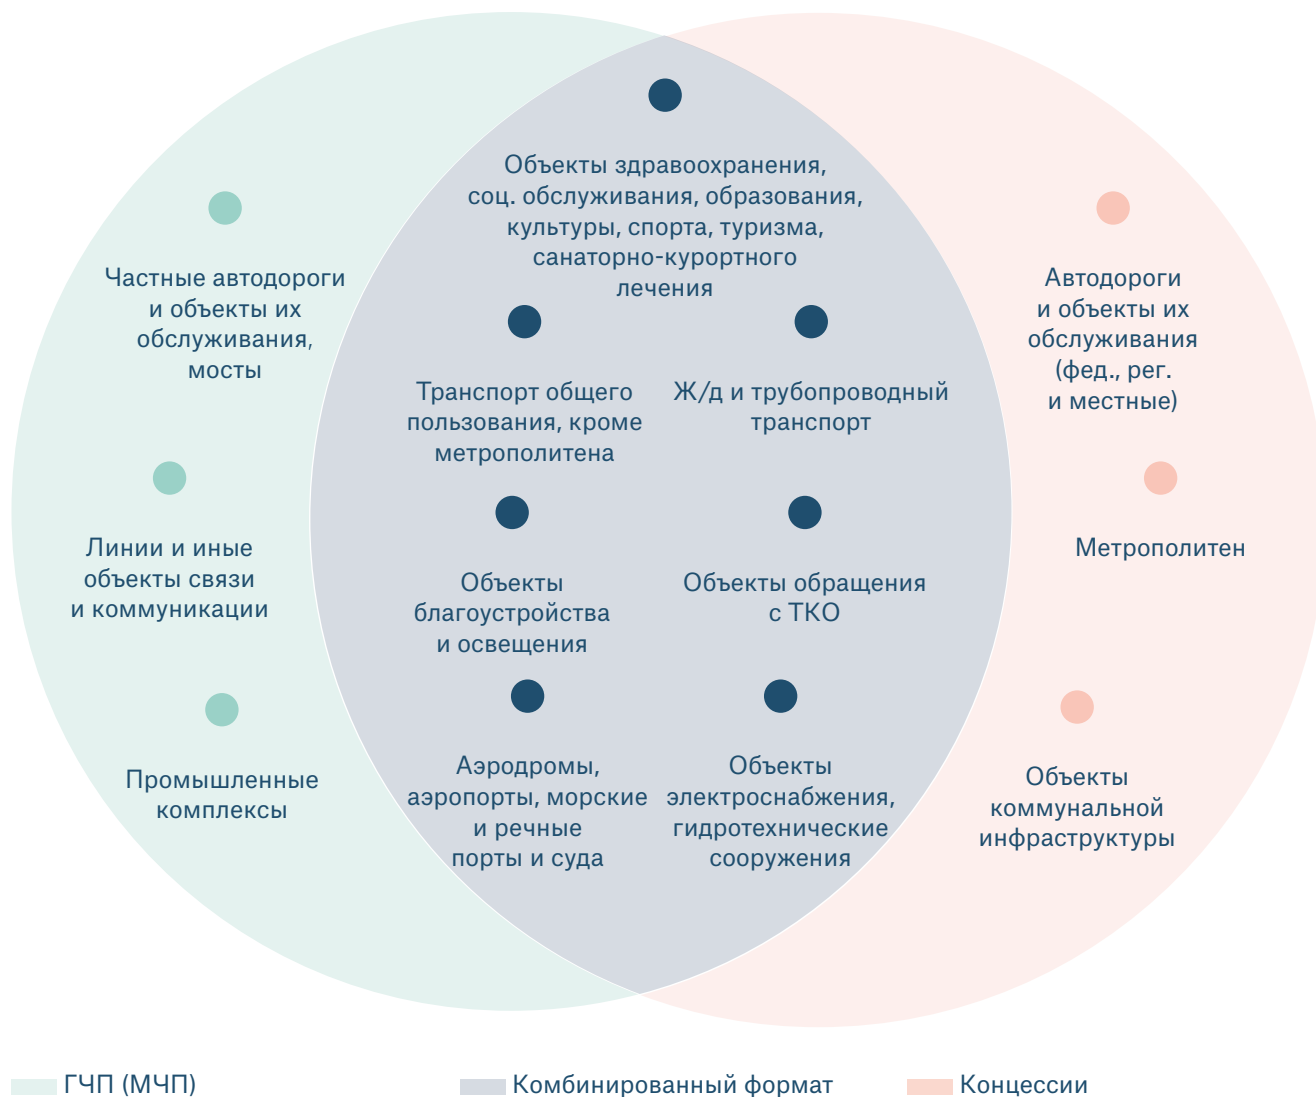 Объекты здравоохранения,
соц. обслуживания, образования,
культуры, спорта, туризма,
санаторно-курортного
лечения
Частные автодороги
и объекты их
обслуживания,
мосты
Автодороги
и объекты их
обслуживания
(фед., рег.
и местные)
Транспорт общего
пользования, кроме
метрополитена
Ж/д и трубопроводный
транспорт
Линии и иные
объекты связи
и коммуникации
Объекты
благоустройства
и освещения
Объекты обращения
с ТКО
Метрополитен
Промышленные
комплексы
Аэродромы,
аэропорты, морские
и речные
порты и суда
Объекты
электроснабжения,
гидротехнические
сооружения
Объекты
коммунальной
инфраструктуры
ГЧП (МЧП)
Комбинированный формат
Концессии